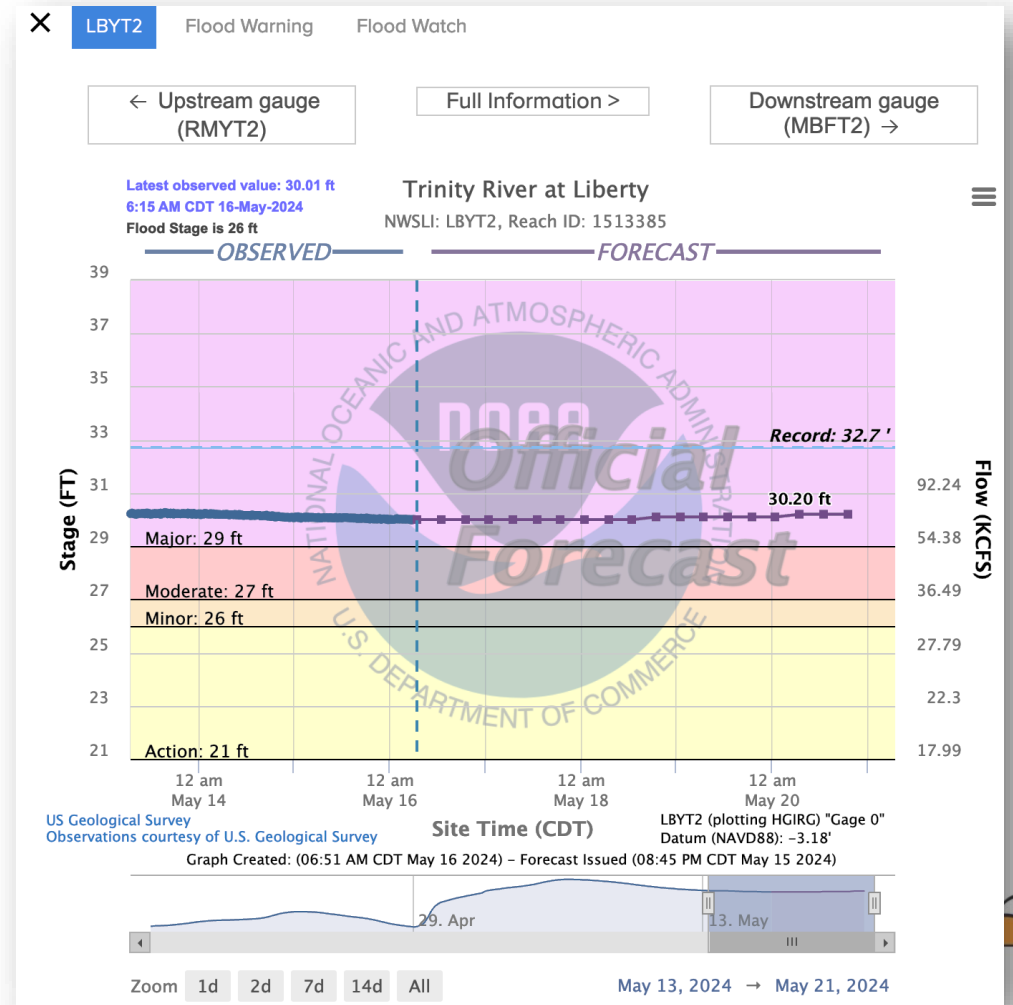 LBYT2 Flood Warning Flood Watch
← Upstream gauge
(RMYT2)
Full Information >
Downstream gauge
(MBFT2) →
Latest observed value: 30.01 ft
6:15 AM CDT 16-May-2024
Flood Stage is 26 ft
Trinity River at Liberty
NWSLI: LBYT2, Reach ID: 1513385
OBSERVED FORECAST
39
37
35
33
31
29
27
25
23
21
Stage (FT)
NATIONAL OCEANIC AND ATMOSPHERIC ADMINISTRATION
U.S. DEPARTMENT OF COMMERCE
NOAA
Official
Forecast
Record: 32.7 '
30.20 ft
Major: 29 ft
Moderate: 27 ft
Minor: 26 ft
Action: 21 ft
92.24
54.38
36.49
27.79
22.3
17.99
Flow (KCFS)
12 am 12 am 12 am 12 am
May 14 May 16 May 18 May 20
US Geological Survey
Observations courtesy of U.S. Geological Survey
Site Time (CDT)
LBYT2 (plotting HGIRG) "Gage 0"
Datum (NAVD88): -3.18'
Graph Created: (06:51 AM CDT May 16 2024) - Forecast Issued (08:45 PM CDT May 15 2024)
29. Apr 13. May
Zoom 1d 2d 7d 14d All May 13, 2024 → May 21, 2024